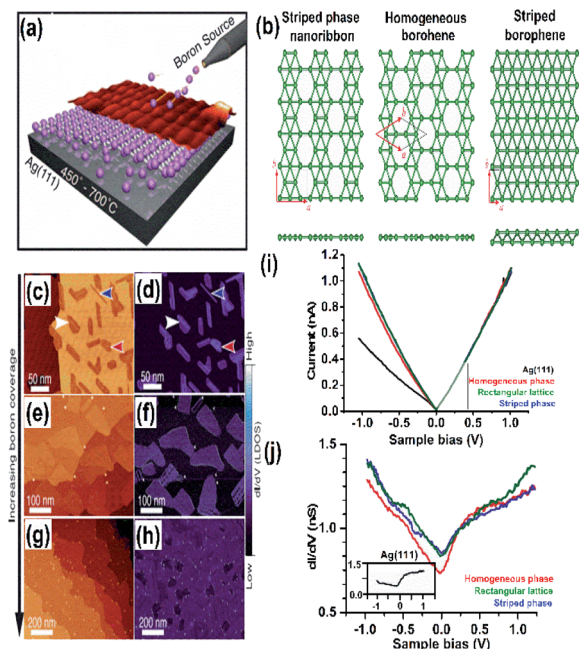 (a)
Boron Source
Ag(111)
450° - 700°C
(b)
Striped phase
nanoribbon
Homogeneous
borohene
Striped
borophene
b
a
b
a
b
a
Increasing boron coverage
(c)
50 nm
(d)
50 nm
(e)
100 nm
(f)
100 nm
(g)
200 nm
(h)
200 nm
High
dI/dV (LDOS)
Low
(i)
Current (nA)
1.2
1.0
0.8
0.6
0.4
0.2
0.0
-1.0
-0.5
0.0
0.5
1.0
Sample bias (V)
Ag(111)
Homogeneous phase
Rectangular lattice
Striped phase
(j)
dI/dV (nS)
1.5
1.0
0.5
Ag(111)
1.5
0.0
-1
0
1
Homogeneous phase
Rectangular lattice
Striped phase
-1.0
-0.5
0.0
0.5
1.0
Sample bias (V)